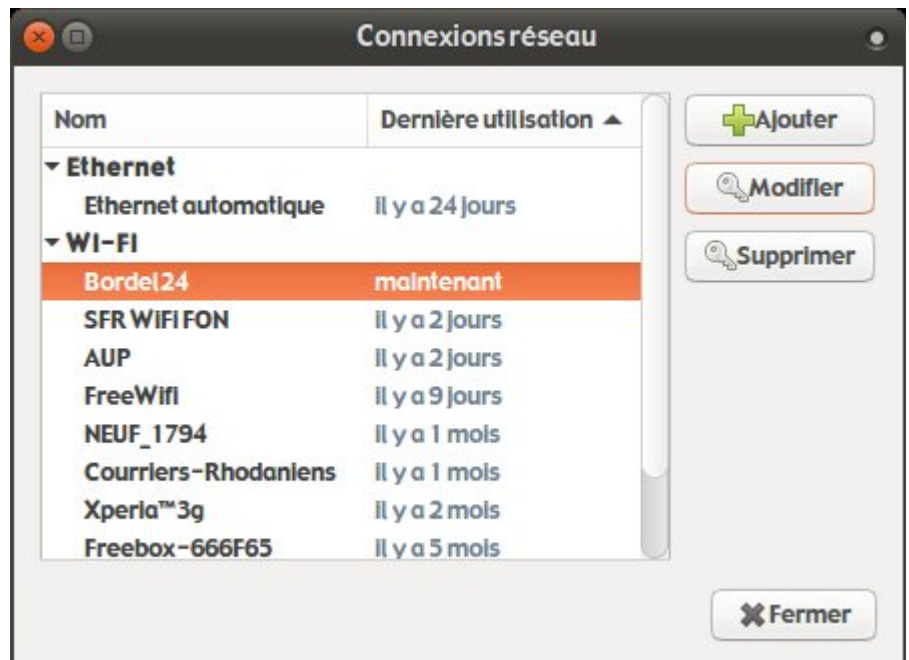 Connexions réseau
Nom Dernière utilisation
Ajouter
Ethernet
Modifier
Ethernet automatique il y a 24 jours
Wi-Fi
Supprimer
Bordel24 maintenant
SFR WiFi FON il y a 2 jours
AUP il y a 2 jours
FreeWifi il y a 9 jours
NEUF_1794 il y a 1 mois
Courriers-Rhodaniens il y a 1 mois
Xperia™3g il y a 2 mois
Freebox-666F65 il y a 5 mois
Fermer